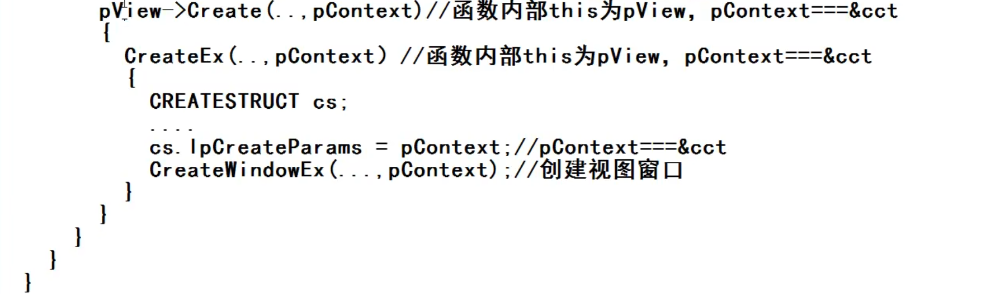 pView->Create(..,pContext)//函数内部this为pView，pContext===&cct
{
CreateEx(..,pContext) //函数内部this为pView，pContext===&cct
{
CREATESTRUCT cs;
....
cs.lpCreateParams = pContext;//pContext===&cct
CreateWindowEx(...,pContext);//创建视图窗口
}
}
}
}
}